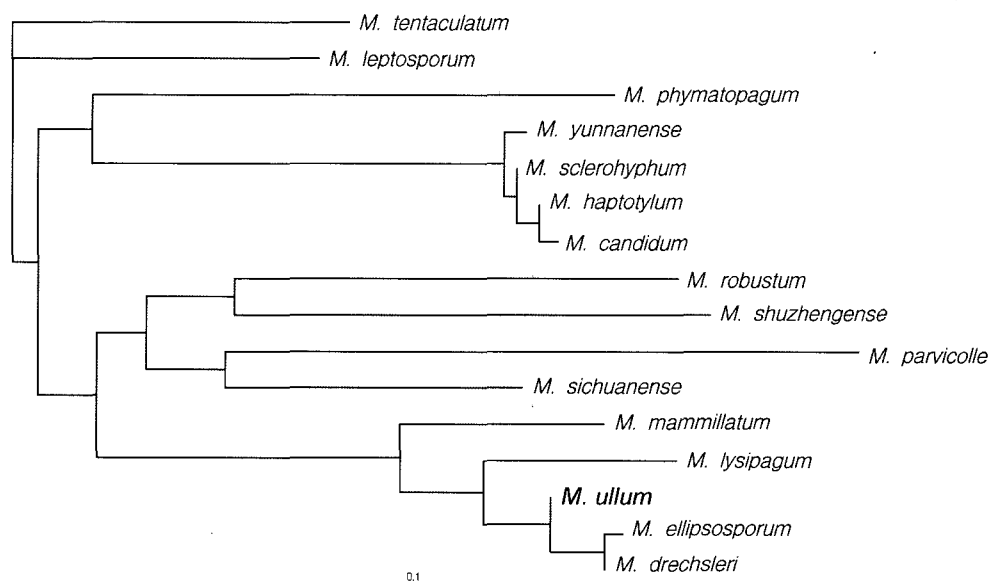 M. tentaculatum
M. leptosporum
M. phymatopagum
M. yunnanense
M. sclerohyphum
M. haptotylum
M. candidum
M. robustum
M. shuzhengense
M. parvicolle
M. sichuanense
M. mammillatum
M. lysipagum
M. ullum
M. ellipsosporum
M. drechsleri
0.1